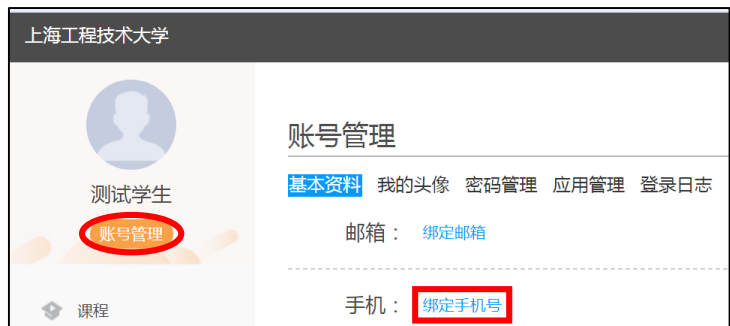 上海工程技术大学
测试学生
账号管理
课程
账号管理
基本资料 我的头像 密码管理 应用管理 登录日志
邮箱： 绑定邮箱
手机： 绑定手机号